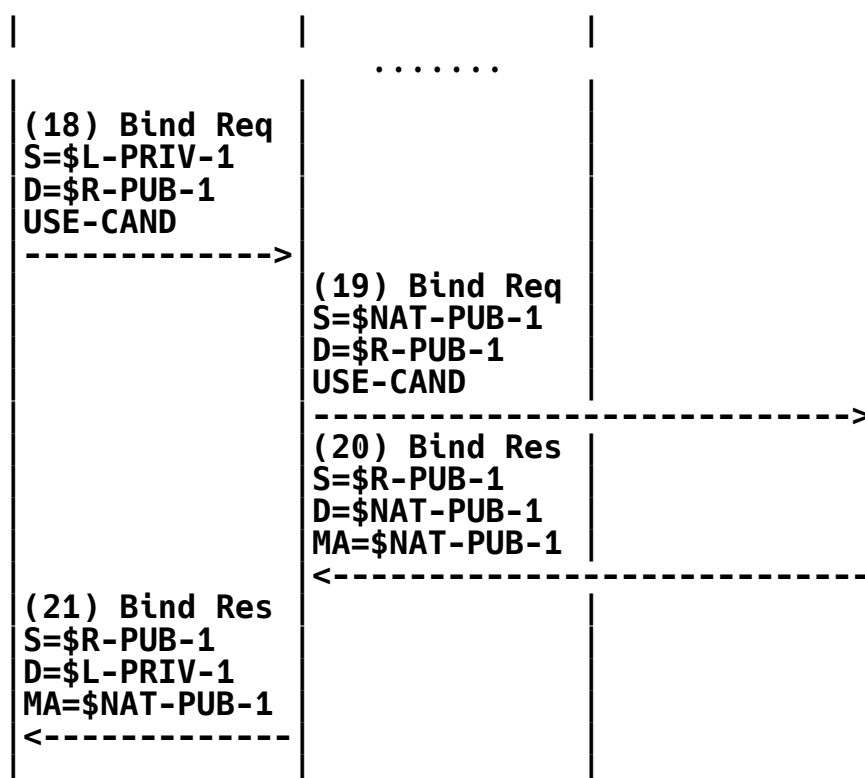 .......
(18) Bind Req
S=$L-PRIV-1
D=$R-PUB-1
USE-CAND
------------->
(19) Bind Req
S=$NAT-PUB-1
D=$R-PUB-1
USE-CAND
---------------------------->
(20) Bind Res
S=$R-PUB-1
D=$NAT-PUB-1
MA=$NAT-PUB-1
<----------------------------
(21) Bind Res
S=$R-PUB-1
D=$L-PRIV-1
MA=$NAT-PUB-1
<-------------